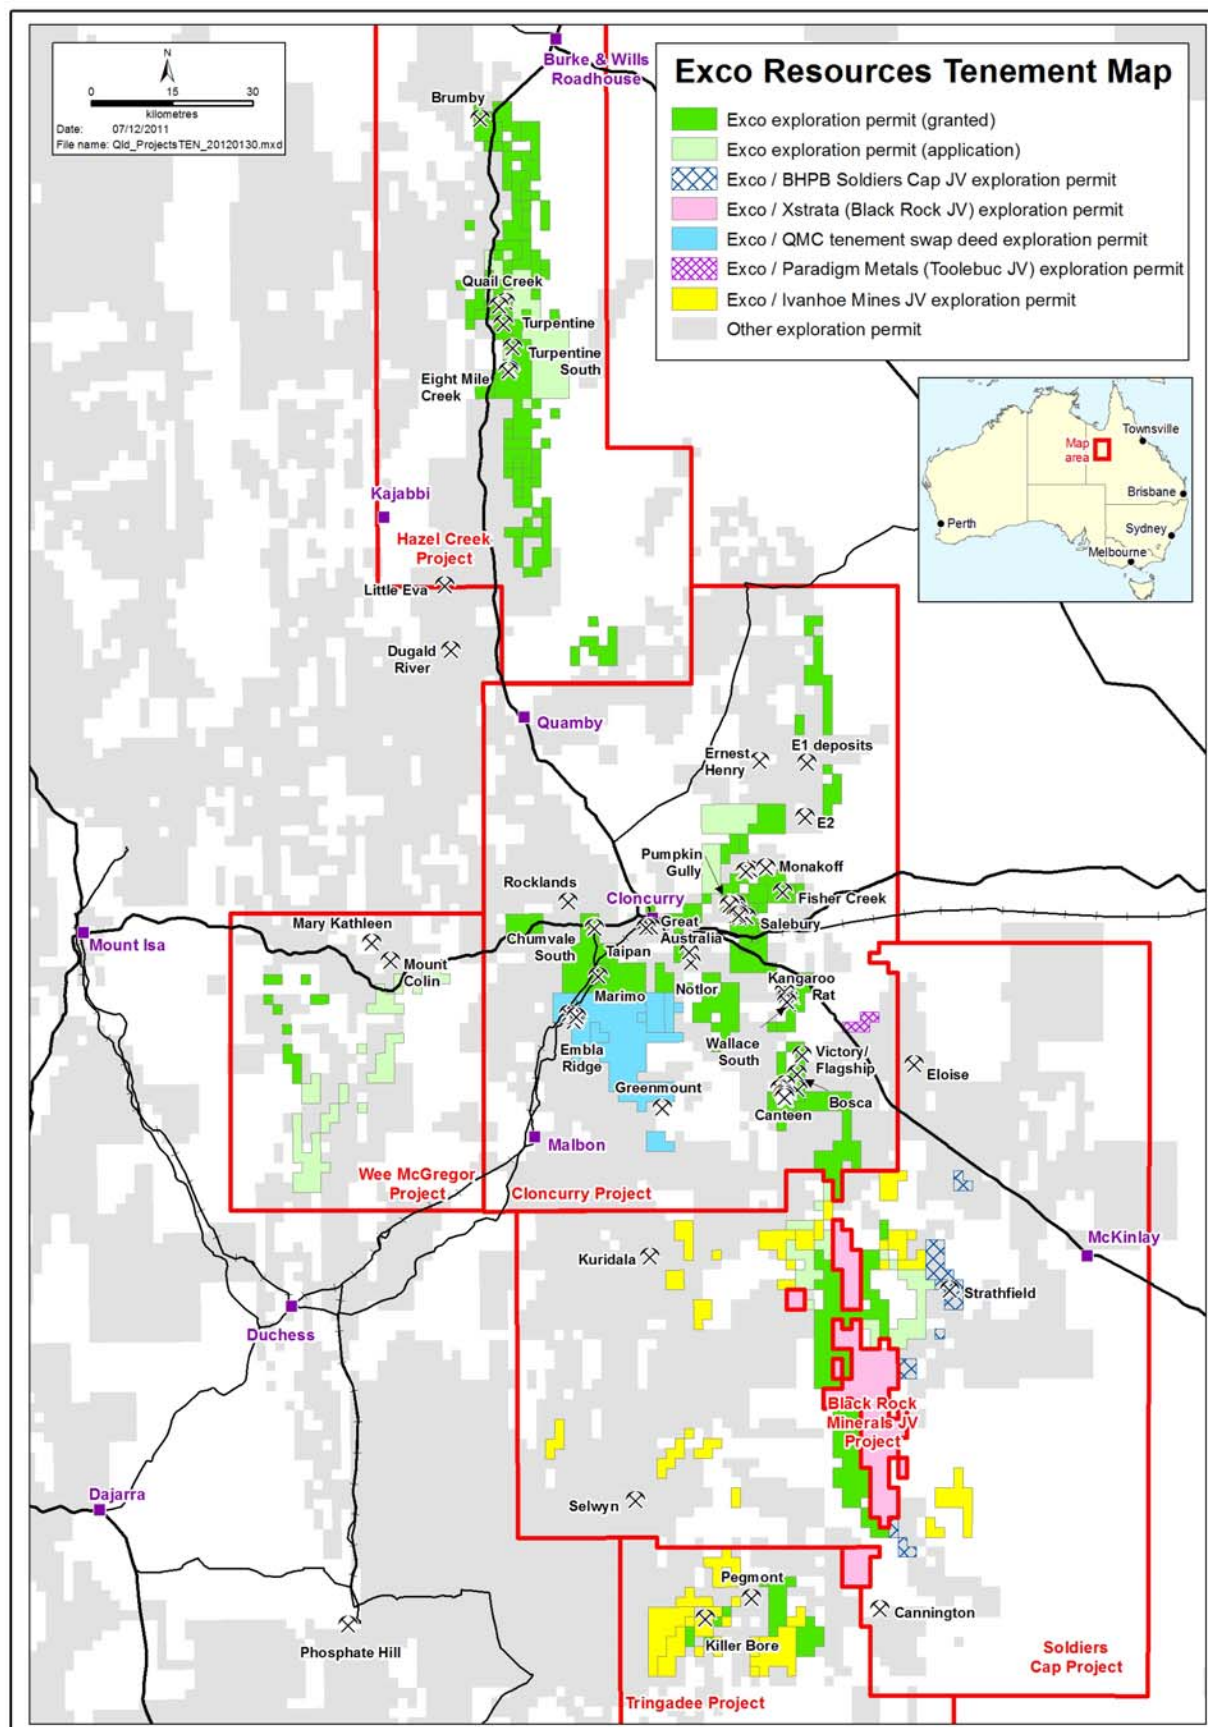 N
0 15 30
kilometres
Date: 07/12/2011
File name: Qld_ProjectsTEN_20120130.mxd
Exco Resources Tenement Map
Exco exploration permit (granted)
Exco exploration permit (application)
Exco / BHPB Soldiers Cap JV exploration permit
Exco / Xstrata (Black Rock JV) exploration permit
Exco / QMC tenement swap deed exploration permit
Exco / Paradigm Metals (Toolebuc JV) exploration permit
Exco / Ivanhoe Mines JV exploration permit
Other exploration permit
Map
area
Townsville
Brisbane
Perth
Sydney
Melbourne
Burke & Wills
Roadhouse
Brumby
Quail Creek
Turpentine
Turpentine
South
Eight Mile
Creek
Kajabbi
Hazel Creek
Project
Little Eva
Dugald
River
Quamby
Ernest
Henry
E1 deposits
E2
Pumpkin
Gully
Monakoff
Rocklands
Cloncurry
Fisher Creek
Mary Kathleen
Great
Australia
Salebury
Mount Isa
Chumvale
South
Taipan
Mount
Colin
Marimo
Notlor
Kangaroo
Rat
Embla
Ridge
Wallace
South
Victory/
Flagship
Eloise
Greenmount
Bosca
Canteen
Malbon
Wee McGregor
Project
Cloncurry Project
McKinlay
Kuridala
Strathfield
Duchess
Black Rock
Minerals JV
Project
Dajarra
Selwyn
Pegmont
Cannington
Phosphate Hill
Killer Bore
Soldiers
Cap Project
Tringadee Project